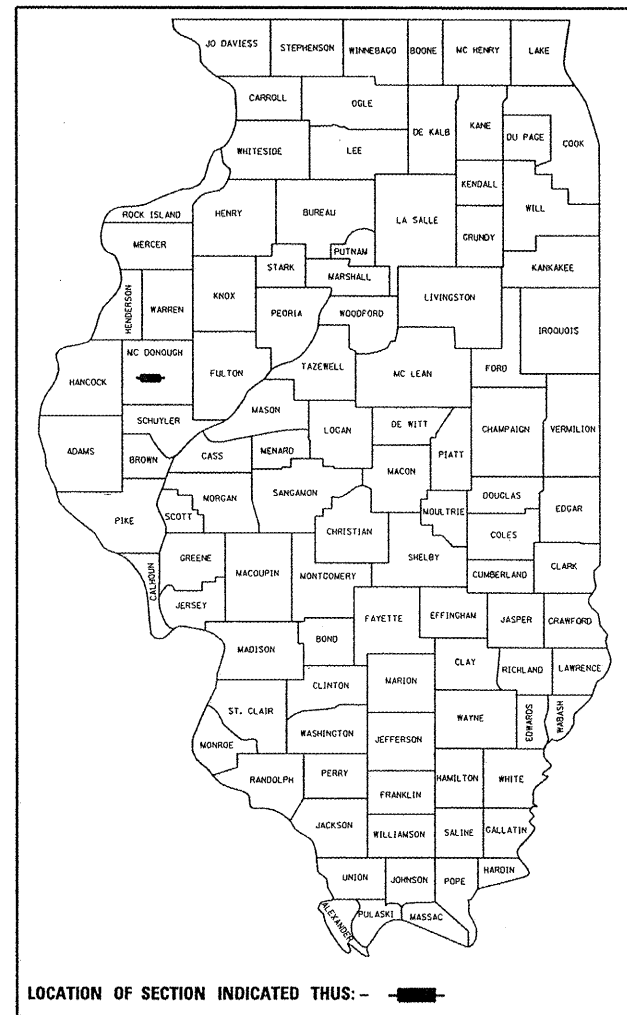 JO DAVIESS STEPHENSON WINNEBAGO BOONE MC HENRY LAKE
CARROLL OGLE DE KALB KANE DU PAGE COOK
WHITESIDE LEE
KENDALL WILL
ROCK ISLAND HENRY BUREAU LA SALLE GRUNDY
MERCER PUTNAM
STARK MARSHALL KANKAKEE
HENDERSON WARREN KNOX PEORIA WOODFORD LIVINGSTON IROQUOIS
MC DONOUGH
HANCOCK FULTON TAZEWELL MC LEAN FORD
MASON
SCHUYLER LOGAN DE WITT CHAMPAIGN VERMILION
ADAMS BROWN CASS MENARD PIATT
MACON
MORGAN SANGAMON DOUGLAS
PIKE SCOTT CHRISTIAN MOULTRIE EDGAR
COLES
GREENE SHELBY
CALHOUN MACOUPIN MONTGOMERY CUMBERLAND CLARK
JERSEY
FAYETTE EFFINGHAM JASPER CRAWFORD
MADISON BOND
CLAY RICHLAND LAWRENCE
CLINTON MARION
ST. CLAIR WAYNE EDWARDS WABASH
WASHINGTON JEFFERSON
MONROE
RANDOLPH PERRY HAMILTON WHITE
FRANKLIN
JACKSON WILLIAMSON SALINE GALLATIN
UNION JOHNSON POPE HARDIN
ALEXANDER PULASKI MASSAC
LOCATION OF SECTION INDICATED THUS: -